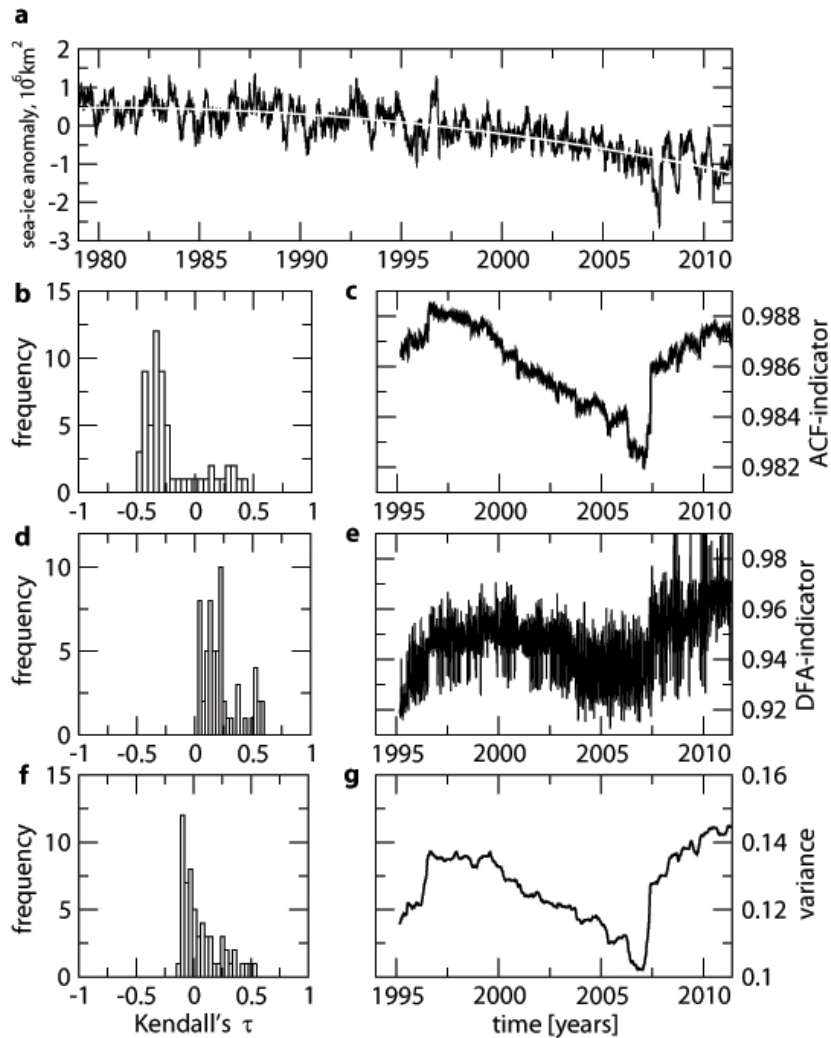 a
sea-ice anomaly, 10⁶km²
2
1
0
-1
-2
-3
1980 1985 1990 1995 2000 2005 2010
b
frequency
15
10
5
0
-1 -0.5 0 0.5 1
c
0.988
0.986
0.984
0.982
ACF-indicator
1995 2000 2005 2010
d
frequency
10
5
0
-1 -0.5 0 0.5 1
e
0.98
0.96
0.94
0.92
DFA-indicator
1995 2000 2005 2010
f
frequency
15
10
5
0
-1 -0.5 0 0.5 1
Kendall's τ
g
0.16
0.14
0.12
0.1
variance
1995 2000 2005 2010
time [years]